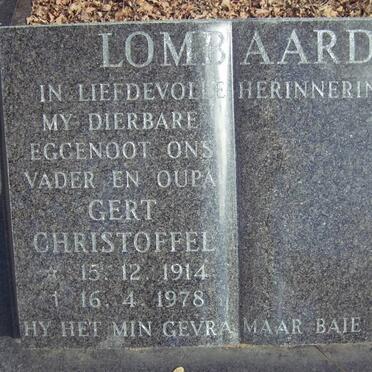 LOMBAARD
IN LIEFDEVOLLE HERINNERIN
MY DIERBARE
EGGENOOT ONS
VADER EN OUPA
GERT
CHRISTOFFEL
* 15. 12. 1914
† 16. 4. 1978
HY HET MIN GEVRA MAAR BAIE